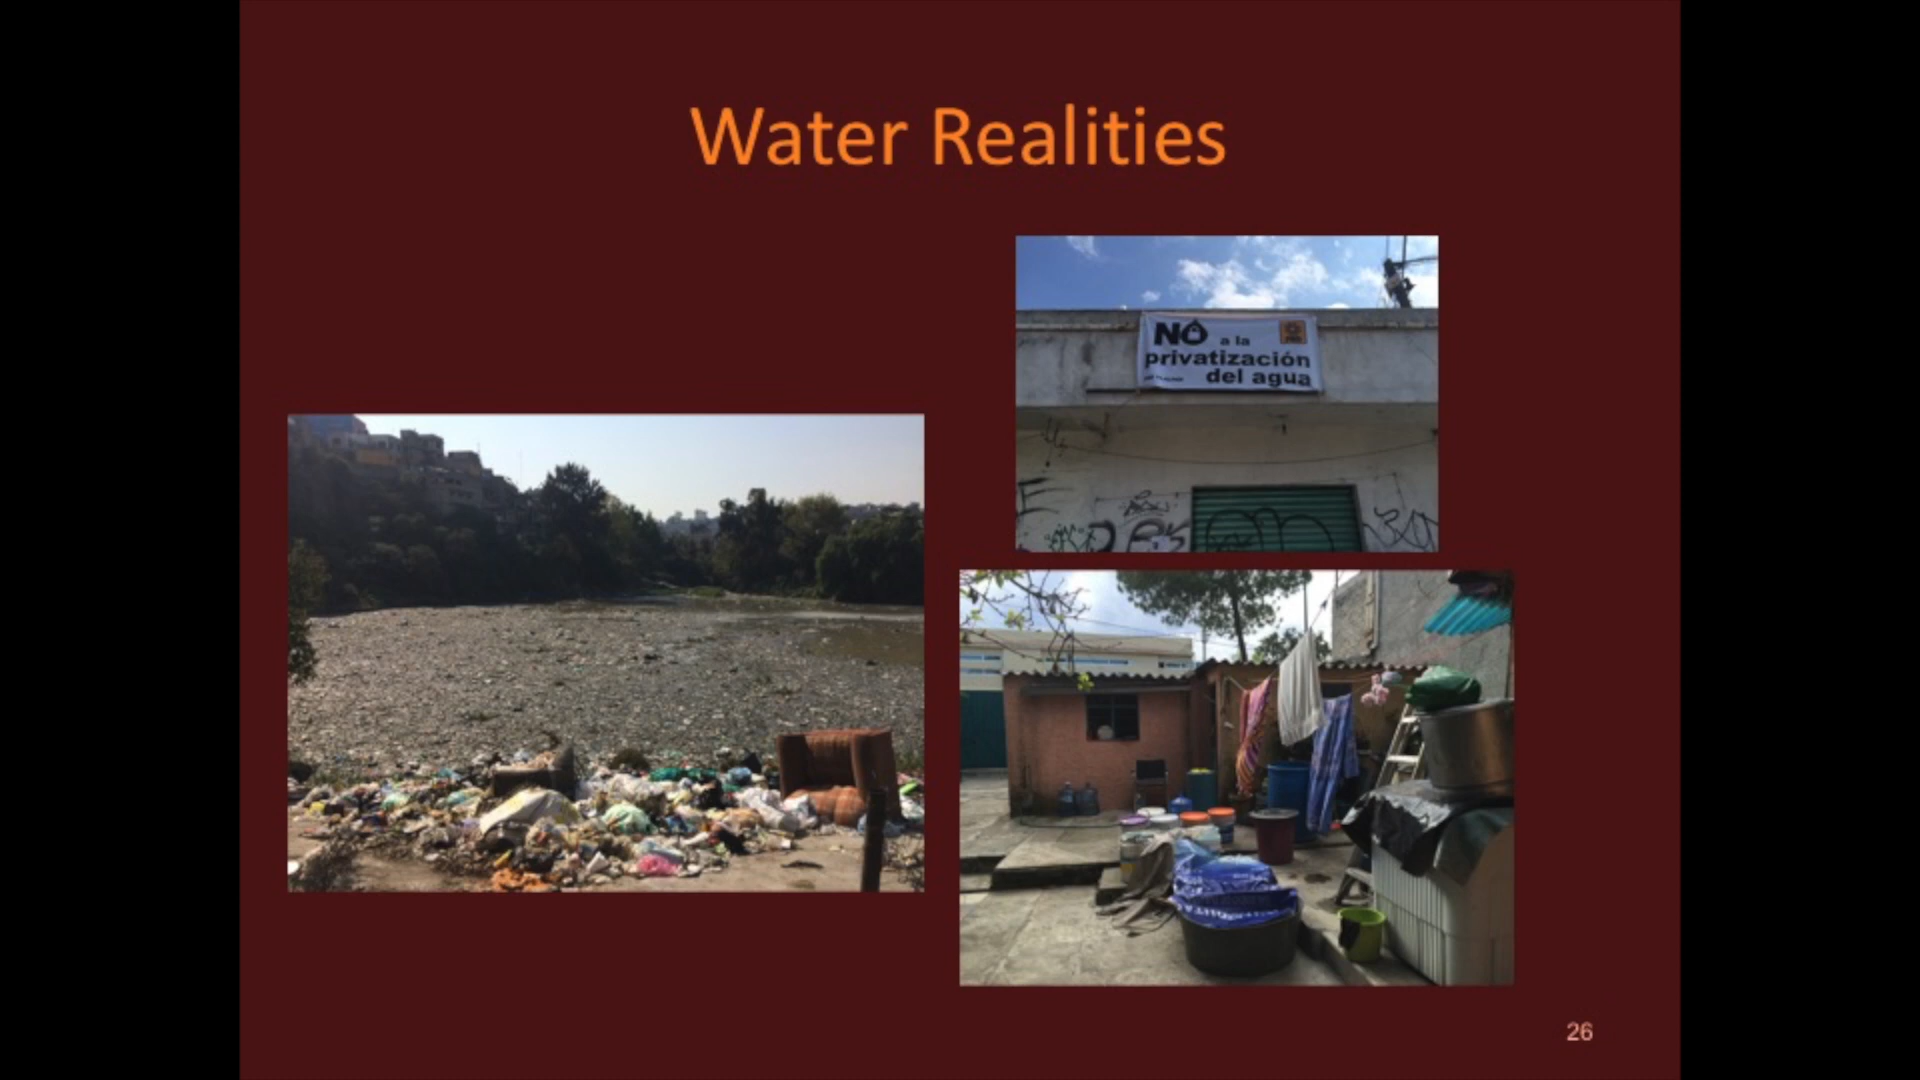 Water Realities
NO a la
privatización
del agua
26